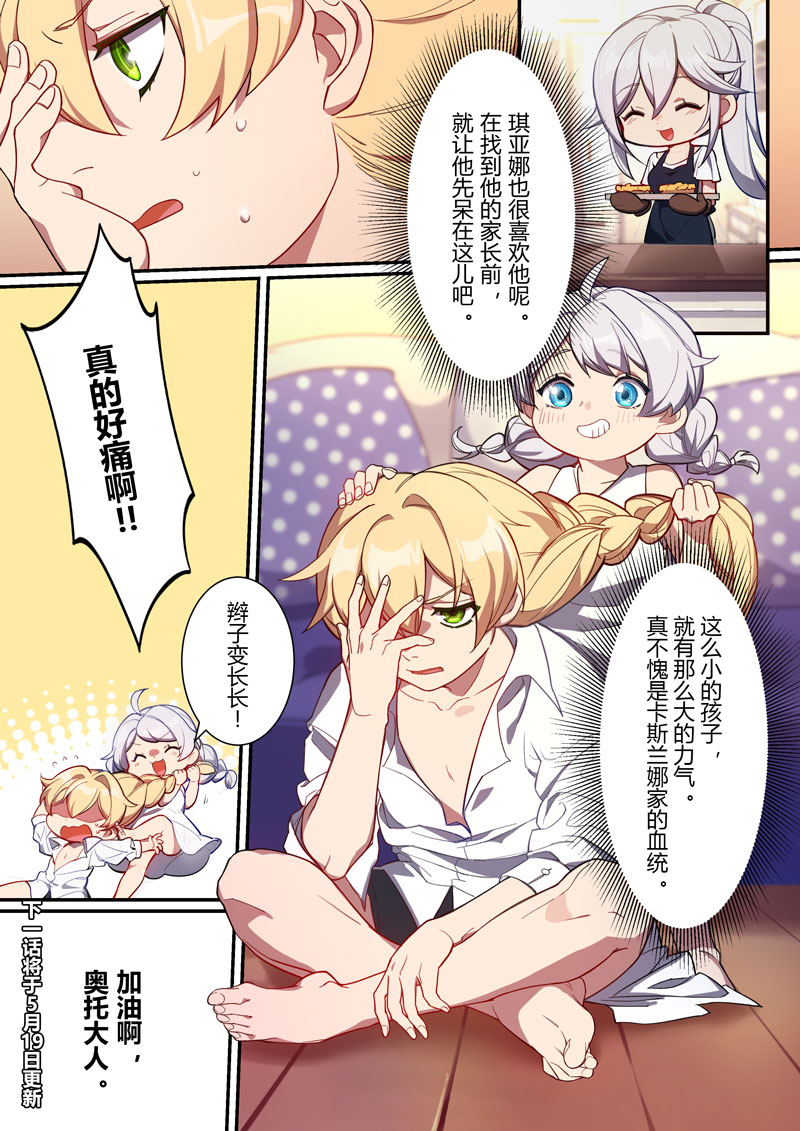 琪亚娜也很喜欢他呢。
在找到他的家长前，
就让他先呆在这儿吧。
这么小的孩子，
就有那么大的力气。
真不愧是卡斯兰娜家的血统。
真的好痛啊!!
辫子变长长！
加油啊，
奥托大人。
下一话将于5月19日更新